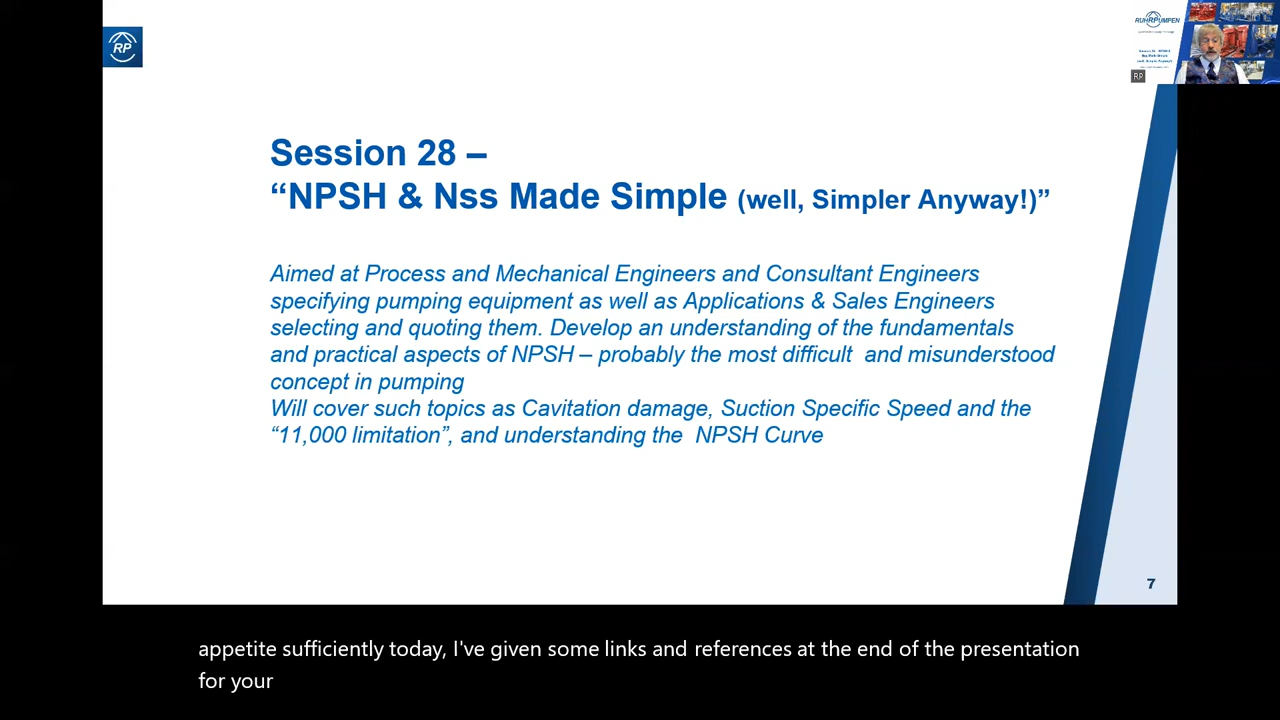 RP
RUHRPUMPEN
RP
Session 28 –
“NPSH & Nss Made Simple (well, Simpler Anyway!)”
Aimed at Process and Mechanical Engineers and Consultant Engineers
specifying pumping equipment as well as Applications & Sales Engineers
selecting and quoting them. Develop an understanding of the fundamentals
and practical aspects of NPSH – probably the most difficult  and misunderstood
concept in pumping
Will cover such topics as Cavitation damage, Suction Specific Speed and the
“11,000 limitation”, and understanding the  NPSH Curve
7
appetite sufficiently today, I've given some links and references at the end of the presentation
for your